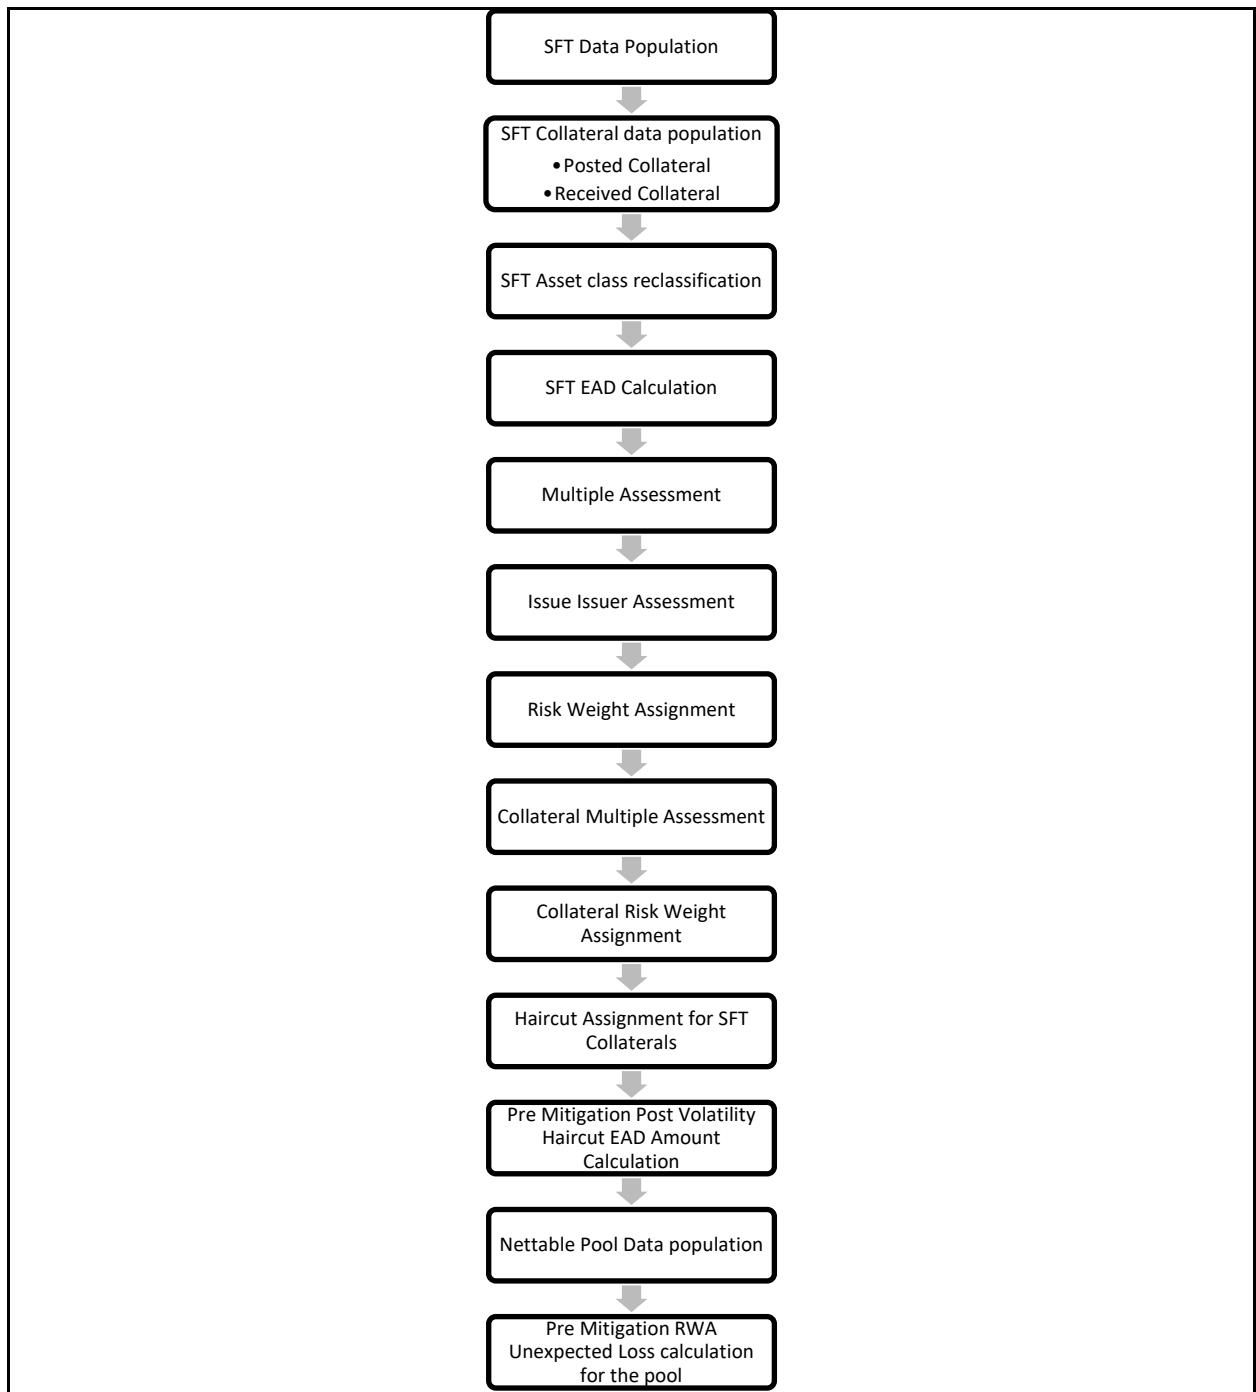 SFT Data Population
SFT Collateral data population
•Posted Collateral
•Received Collateral
SFT Asset class reclassification
SFT EAD Calculation
Multiple Assessment
Issue Issuer Assessment
Risk Weight Assignment
Collateral Multiple Assessment
Collateral Risk Weight
Assignment
Haircut Assignment for SFT
Collaterals
Pre Mitigation Post Volatility
Haircut EAD Amount
Calculation
Nettable Pool Data population
Pre Mitigation RWA
Unexpected Loss calculation
for the pool